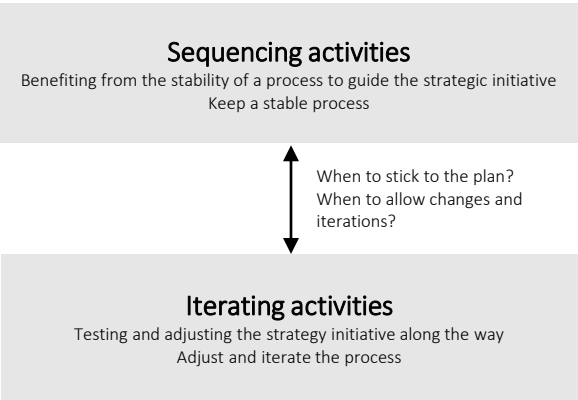 Sequencing activities
Benefiting from the stability of a process to guide the strategic initiative
Keep a stable process
When to stick to the plan?
When to allow changes and
iterations?
Iterating activities
Testing and adjusting the strategy initiative along the way
Adjust and iterate the process